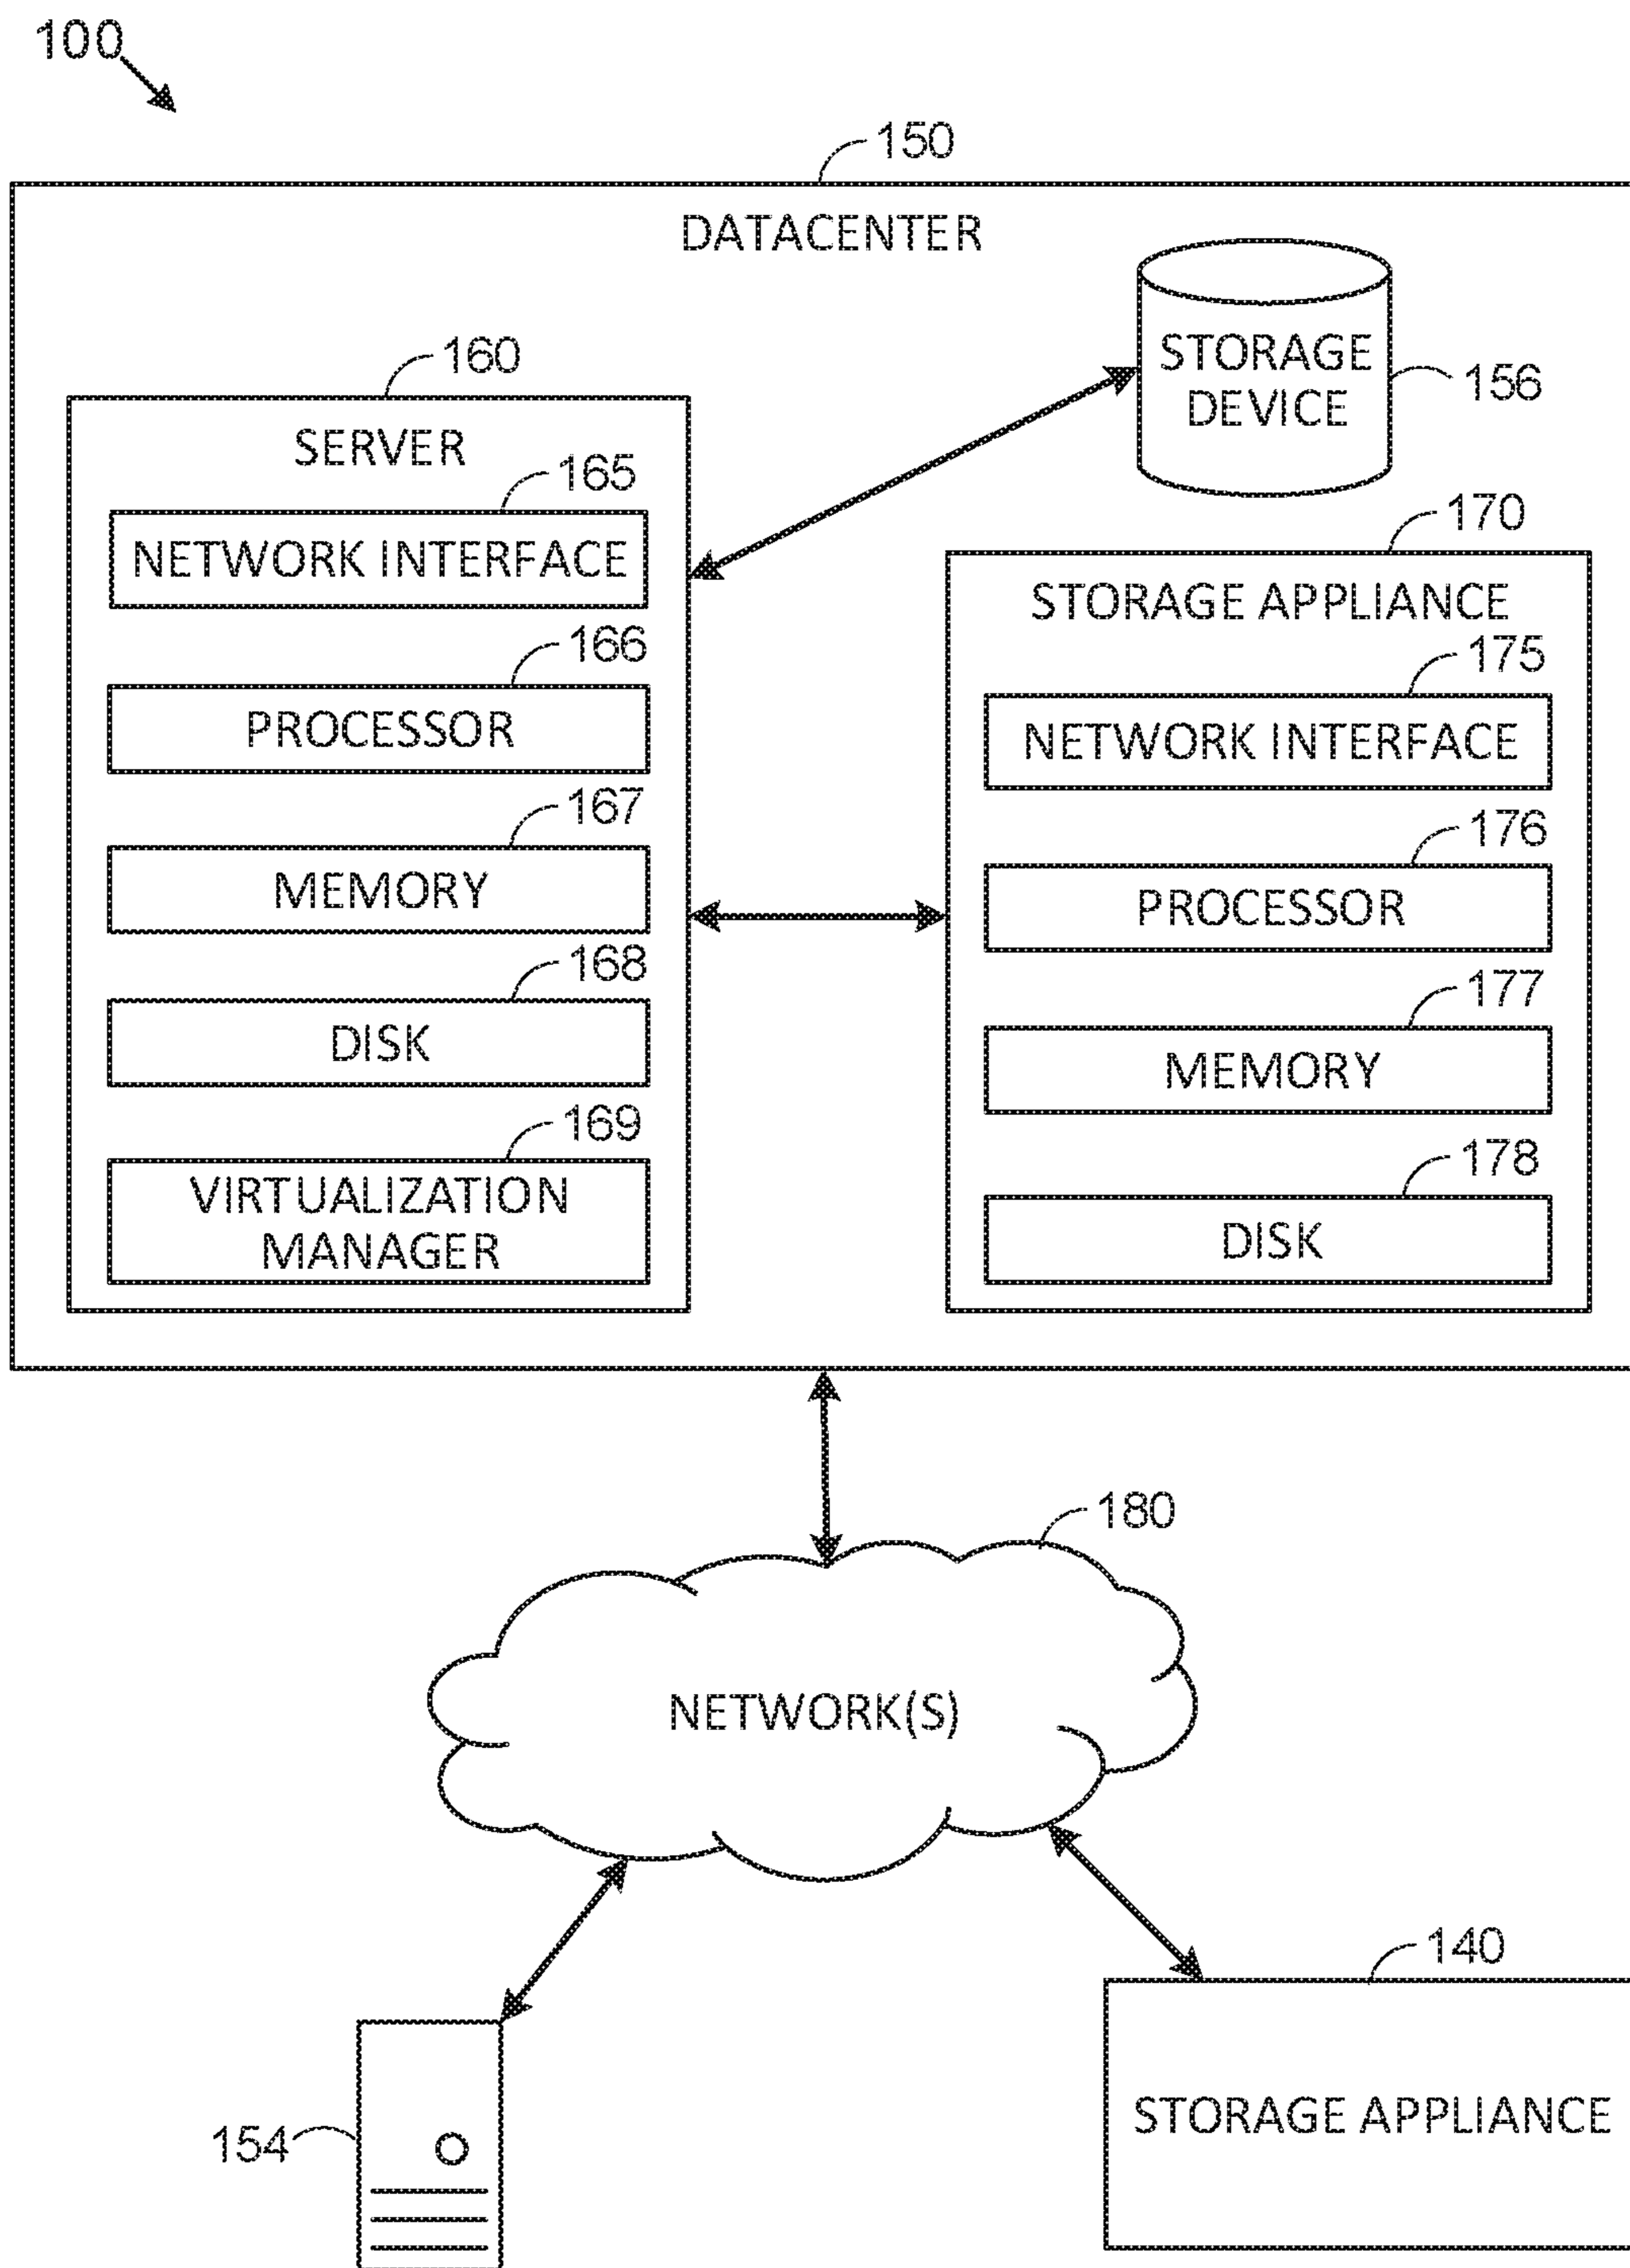 100
150
DATACENTER
STORAGE
DEVICE
156
160
SERVER
165
NETWORK INTERFACE
166
PROCESSOR
167
MEMORY
168
DISK
169
VIRTUALIZATION
MANAGER
170
STORAGE APPLIANCE
175
NETWORK INTERFACE
176
PROCESSOR
177
MEMORY
178
DISK
180
NETWORK(S)
154
140
STORAGE APPLIANCE